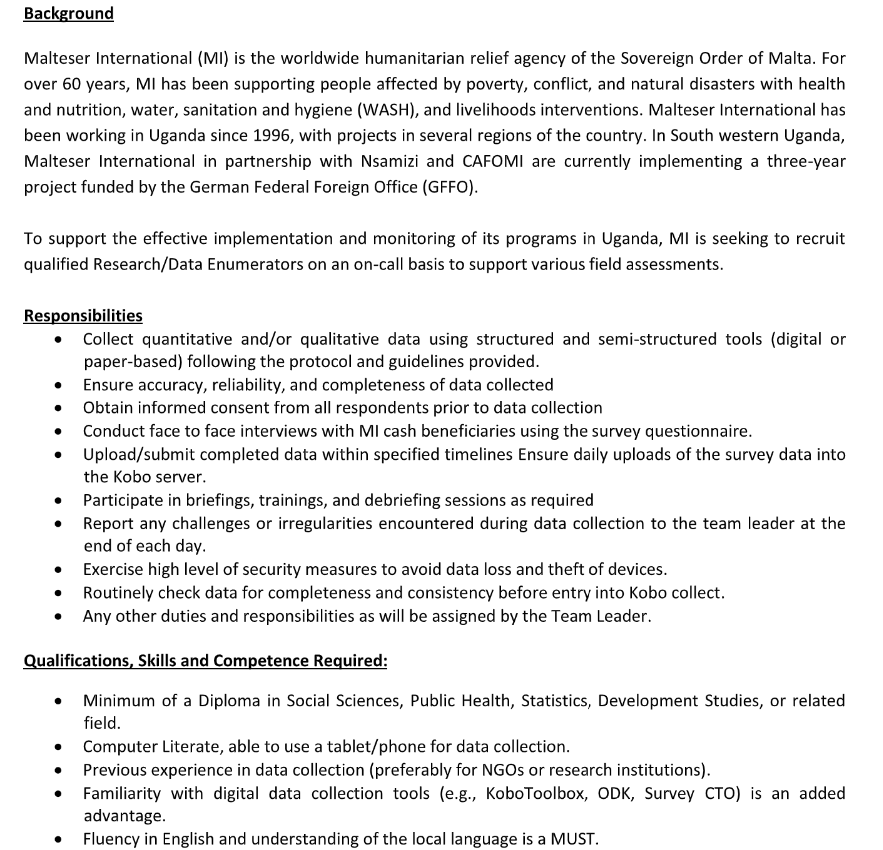 Background
Malteser International (MI) is the worldwide humanitarian relief agency of the Sovereign Order of Malta. For
over 60 years, MI has been supporting people affected by poverty, conflict, and natural disasters with health
and nutrition, water, sanitation and hygiene (WASH), and livelihoods interventions. Malteser International has
been working in Uganda since 1996, with projects in several regions of the country. In South western Uganda,
Malteser International in partnership with Nsamizi and CAFOMI are currently implementing a three-year
project funded by the German Federal Foreign Office (GFFO).
To support the effective implementation and monitoring of its programs in Uganda, MI is seeking to recruit
qualified Research/Data Enumerators on an on-call basis to support various field assessments.
Responsibilities
• Collect quantitative and/or qualitative data using structured and semi-structured tools (digital or
paper-based) following the protocol and guidelines provided.
• Ensure accuracy, reliability, and completeness of data collected
• Obtain informed consent from all respondents prior to data collection
• Conduct face to face interviews with MI cash beneficiaries using the survey questionnaire.
• Upload/submit completed data within specified timelines Ensure daily uploads of the survey data into
the Kobo server.
• Participate in briefings, trainings, and debriefing sessions as required
• Report any challenges or irregularities encountered during data collection to the team leader at the
end of each day.
• Exercise high level of security measures to avoid data loss and theft of devices.
• Routinely check data for completeness and consistency before entry into Kobo collect.
• Any other duties and responsibilities as will be assigned by the Team Leader.
Qualifications, Skills and Competence Required:
• Minimum of a Diploma in Social Sciences, Public Health, Statistics, Development Studies, or related
field.
• Computer Literate, able to use a tablet/phone for data collection.
• Previous experience in data collection (preferably for NGOs or research institutions).
• Familiarity with digital data collection tools (e.g., KoboToolbox, ODK, Survey CTO) is an added
advantage.
• Fluency in English and understanding of the local language is a MUST.